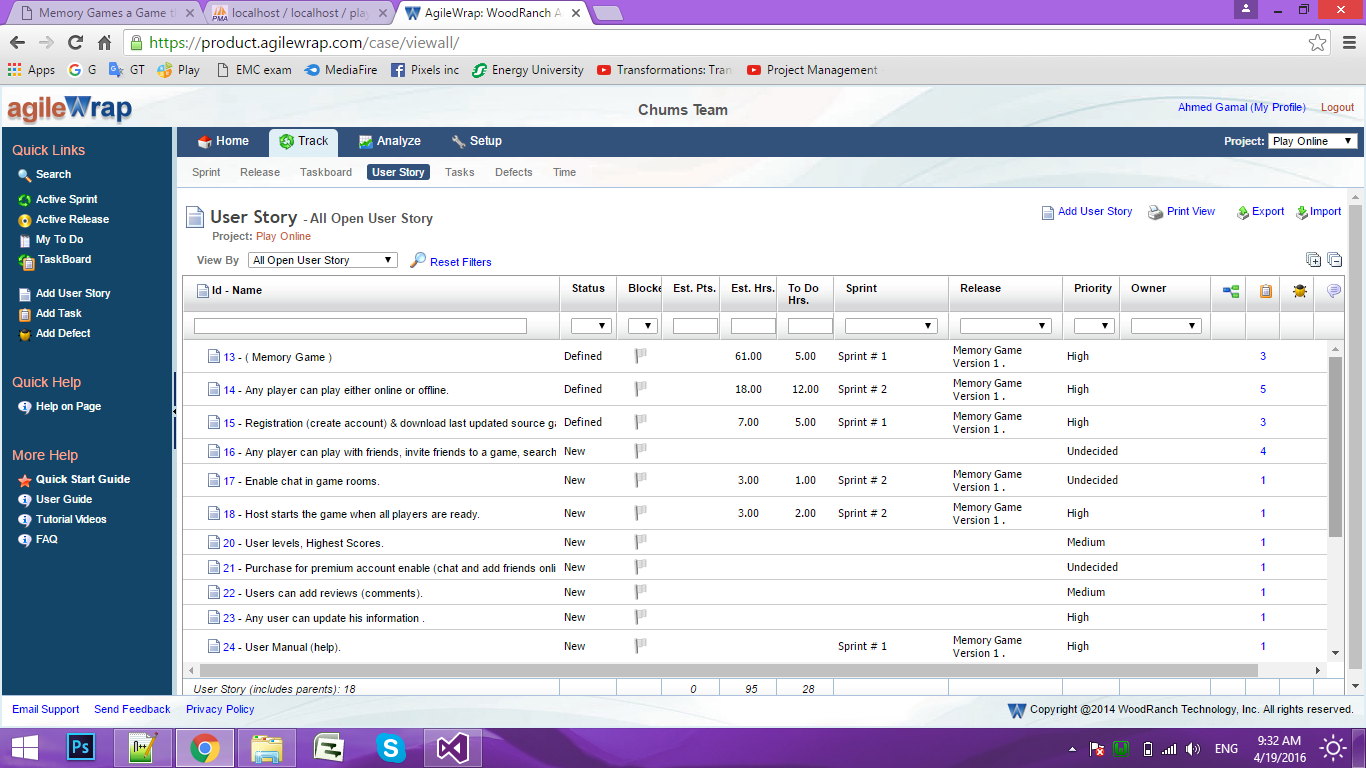 Memory Games a Game th
localhost / localhost / play
AgileWrap: WoodRanch A
https://product.agilewrap.com/case/viewall/
Apps G GT Play EMC exam MediaFire Pixels inc Energy University Transformations: Tran Project Management
agileWrap
Chums Team
Ahmed Gamal (My Profile) Logout
Home Track Analyze Setup
Project: Play Online
Sprint Release Taskboard User Story Tasks Defects Time
Quick Links
Search
Active Sprint
Active Release
My To Do
TaskBoard
Add User Story
Add Task
Add Defect
Quick Help
Help on Page
More Help
Quick Start Guide
User Guide
Tutorial Videos
FAQ
User Story - All Open User Story
Project: Play Online
Add User Story Print View Export Import
View By All Open User Story Reset Filters
Id - Name Status Blocke Est. Pts. Est. Hrs. To Do Hrs. Sprint Release Priority Owner
13 - ( Memory Game ) Defined 61.00 5.00 Sprint # 1 Memory Game Version 1 . High 3
14 - Any player can play either online or offline. Defined 18.00 12.00 Sprint # 2 Memory Game Version 1 . High 5
15 - Registration (create account) & download last updated source ga Defined 7.00 5.00 Sprint # 1 Memory Game Version 1 . High 3
16 - Any player can play with friends, invite friends to a game, search New Undecided 4
17 - Enable chat in game rooms. New 3.00 1.00 Sprint # 2 Memory Game Version 1 . Undecided 1
18 - Host starts the game when all players are ready. New 3.00 2.00 Sprint # 2 Memory Game Version 1 . High 1
20 - User levels, Highest Scores. New Medium 1
21 - Purchase for premium account enable (chat and add friends onli New Undecided 1
22 - Users can add reviews (comments). New Medium 1
23 - Any user can update his information . New High 1
24 - User Manual (help). New Sprint # 1 Memory Game Version 1 . High 1
User Story (includes parents): 18 0 95 28
Email Support Send Feedback Privacy Policy
Copyright @2014 WoodRanch Technology, Inc. All rights reserved.
Ps
ENG
9:32 AM
4/19/2016